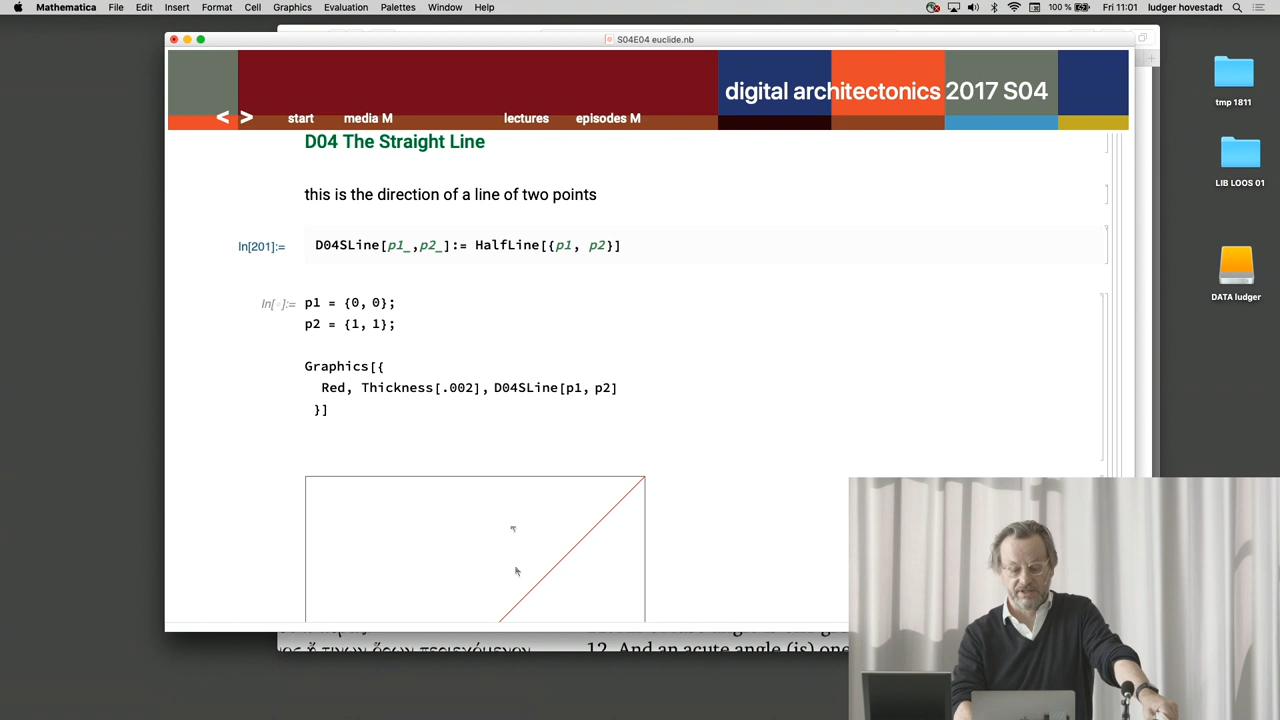 Mathematica File Edit Insert Format Cell Graphics Evaluation Palettes Window Help 100 % Fri 11:01 ludger hovestadt
S04E04 euclide.nb
digital architectonics 2017 S04
< > start media M lectures episodes M
tmp 1811
LIB LOOS 01
DATA ludger
D04 The Straight Line
this is the direction of a line of two points
In[201]:= D04SLine[p1_,p2_]:= HalfLine[{p1, p2}]
In[ ]:= p1 = {0, 0};
p2 = {1, 1};
Graphics[{
Red, Thickness[.002], D04SLine[p1, p2]
}]
12. And an acute angle (is) one